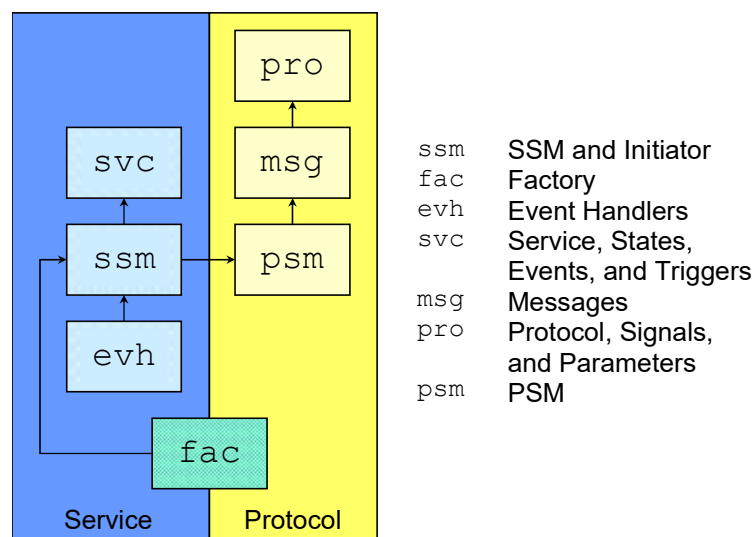 pro
svc
msg
ssm
psm
evh
fac
Service
Protocol
ssm SSM and Initiator
fac Factory
evh Event Handlers
svc Service, States,
Events, and Triggers
msg Messages
pro Protocol, Signals,
and Parameters
psm PSM